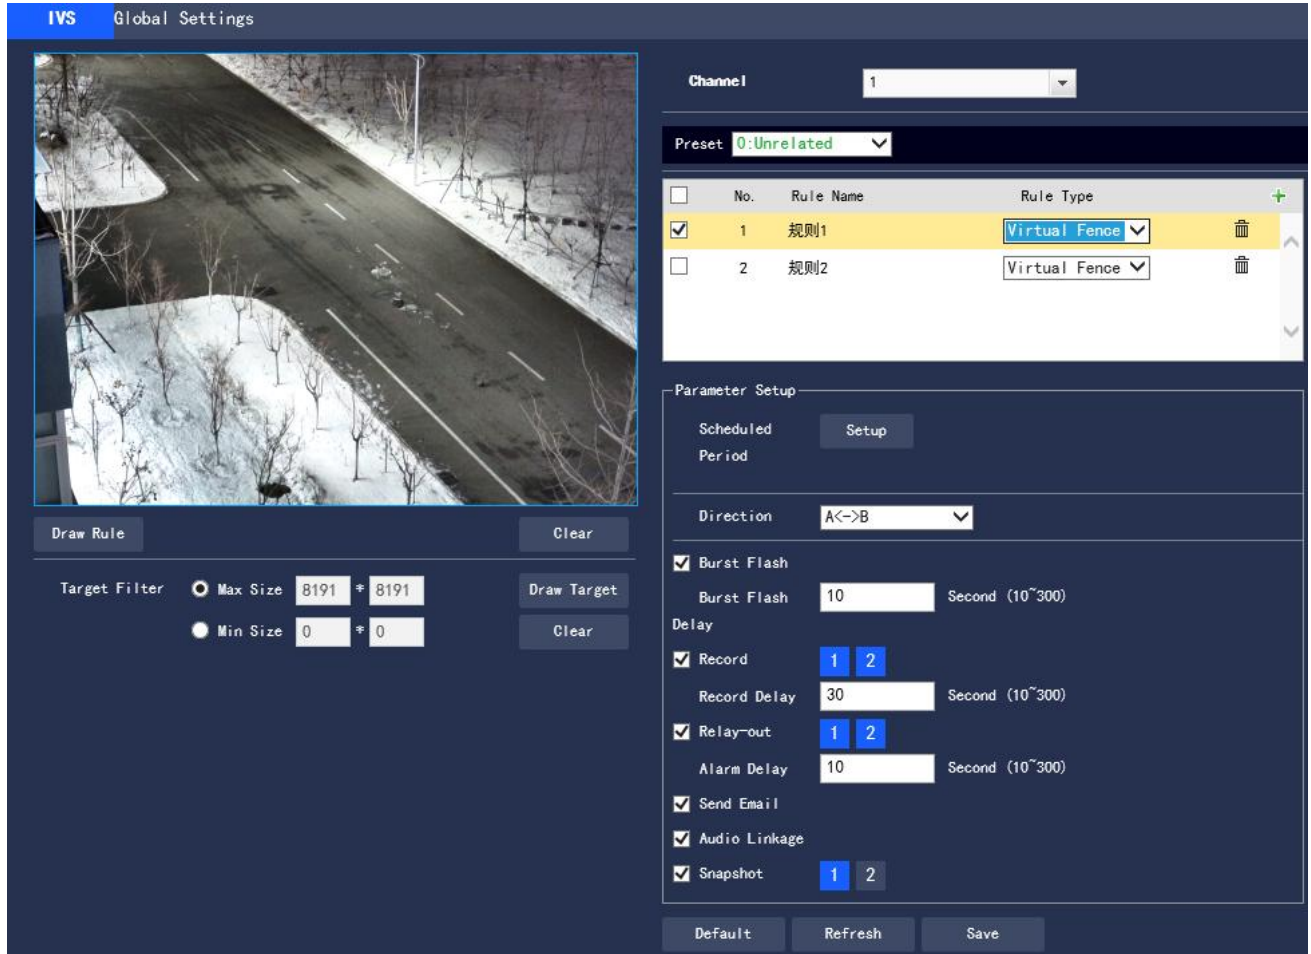 IVS Global Settings
Channel 1
Preset 0:Unrelated
No. Rule Name Rule Type +
1 规则1 Virtual Fence
2 规则2 Virtual Fence
Parameter Setup
Scheduled Period Setup
Direction A<->B
Burst Flash
Burst Flash Delay 10 Second (10~300)
Record 1 2
Record Delay 30 Second (10~300)
Relay-out 1 2
Alarm Delay 10 Second (10~300)
Send Email
Audio Linkage
Snapshot 1 2
Default Refresh Save
Draw Rule Clear
Target Filter Max Size 8191 * 8191 Draw Target
Min Size 0 * 0 Clear